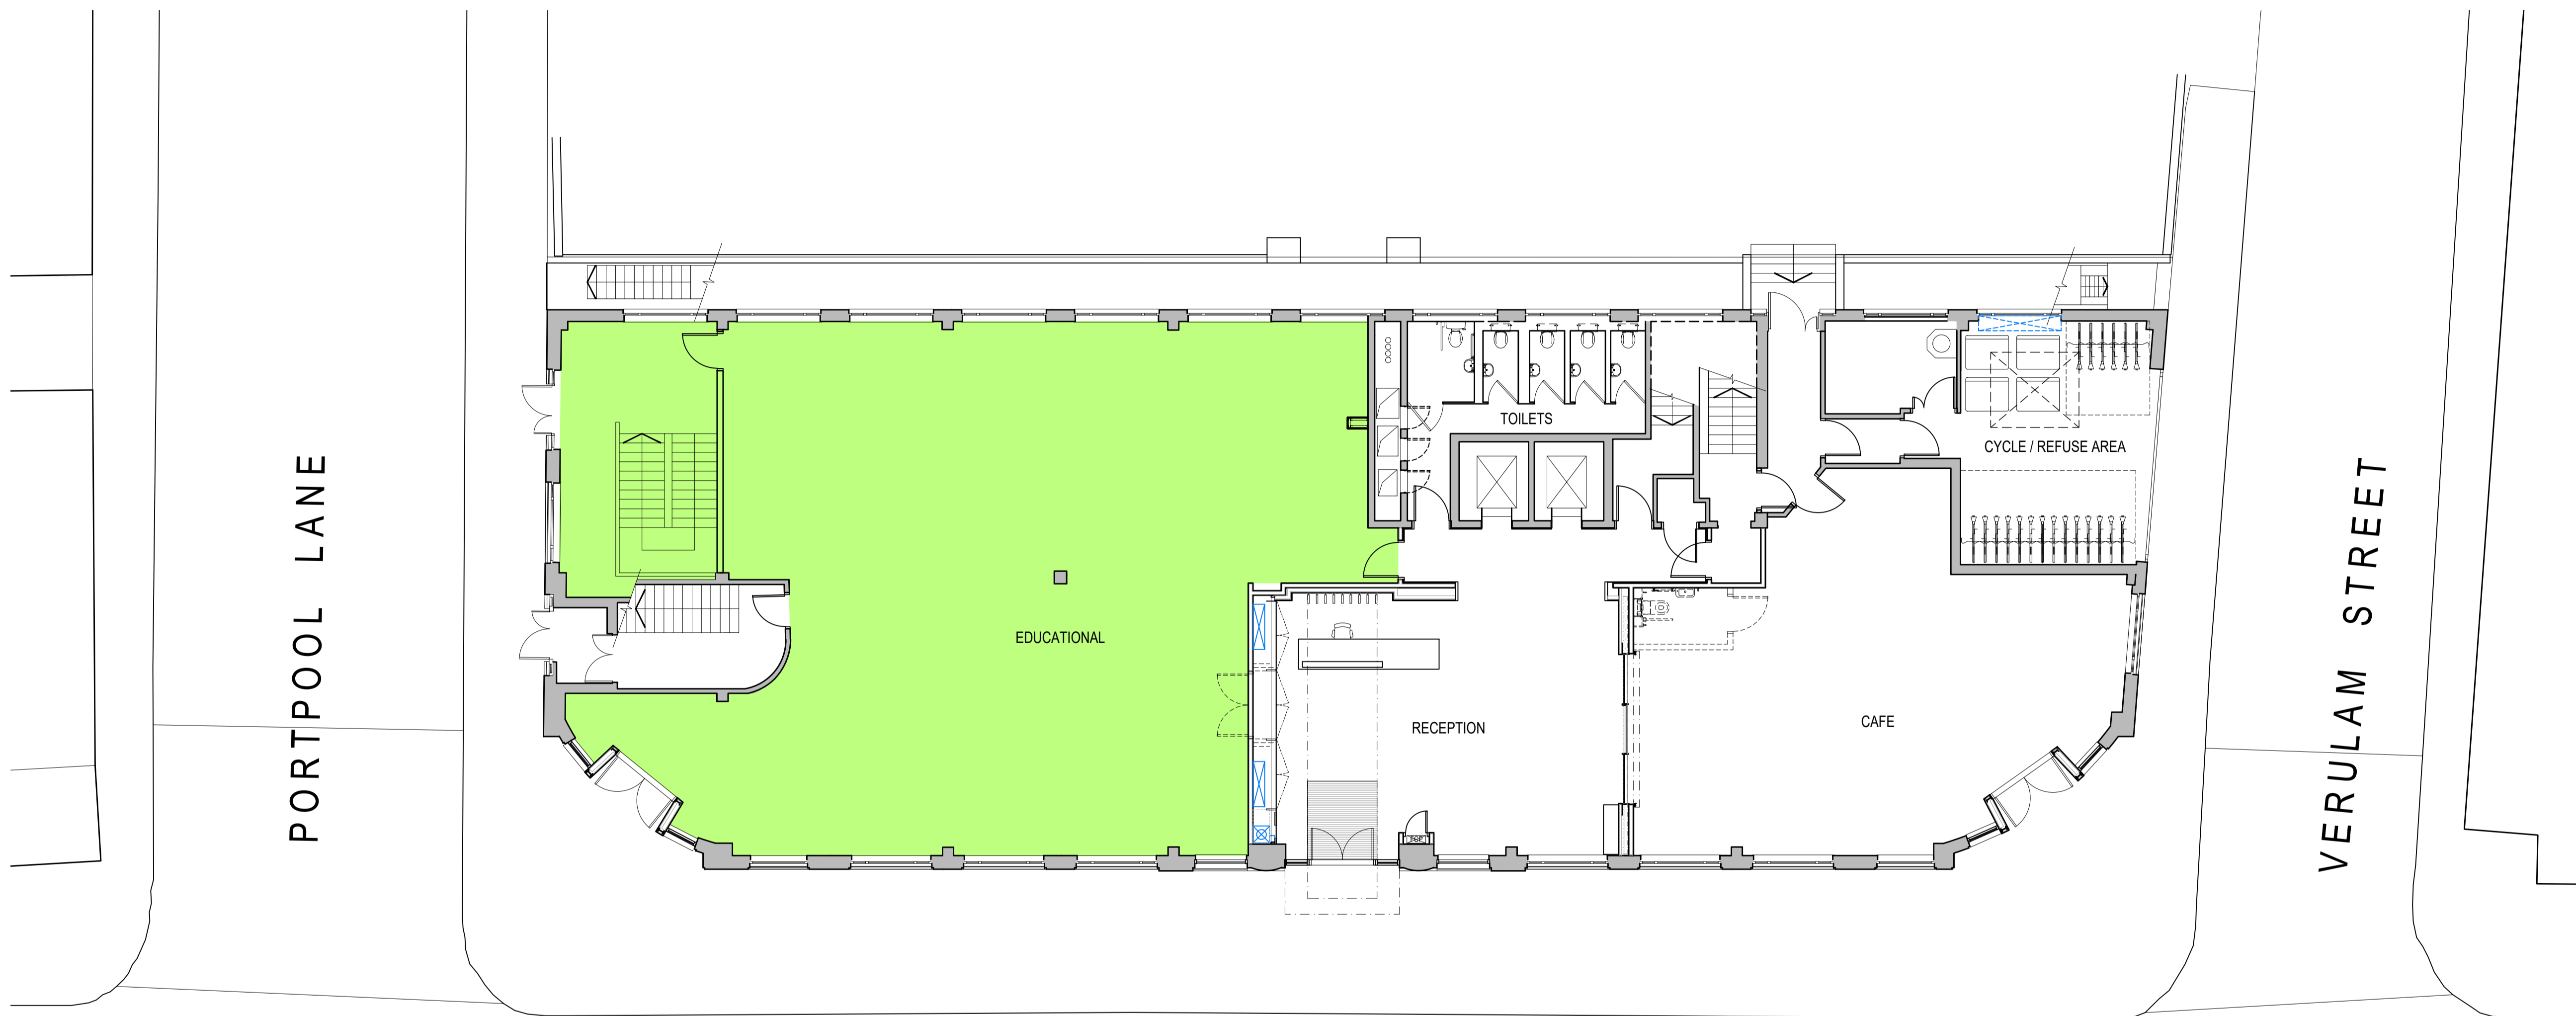 TOILETS
CYCLE / REFUSE AREA
PORTPOOL LANE
VERULAM STREET
EDUCATIONAL
RECEPTION
CAFE